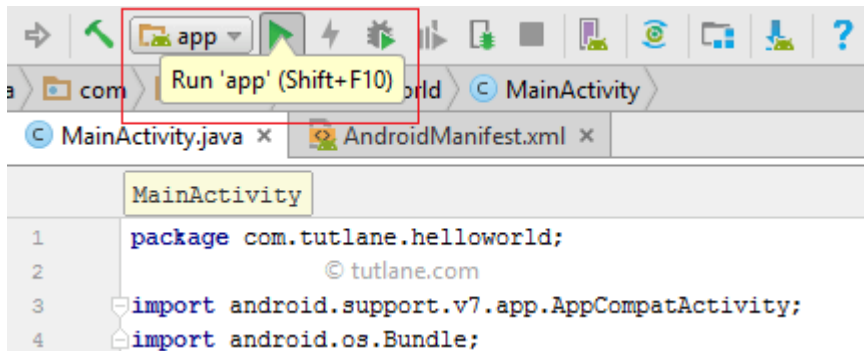 app
?
Run 'app' (Shift+F10)
com
orld
C MainActivity
C MainActivity.java ×
AndroidManifest.xml ×
MainActivity
1 package com.tutlane.helloworld;
2 © tutlane.com
3 import android.support.v7.app.AppCompatActivity;
4 import android.os.Bundle;